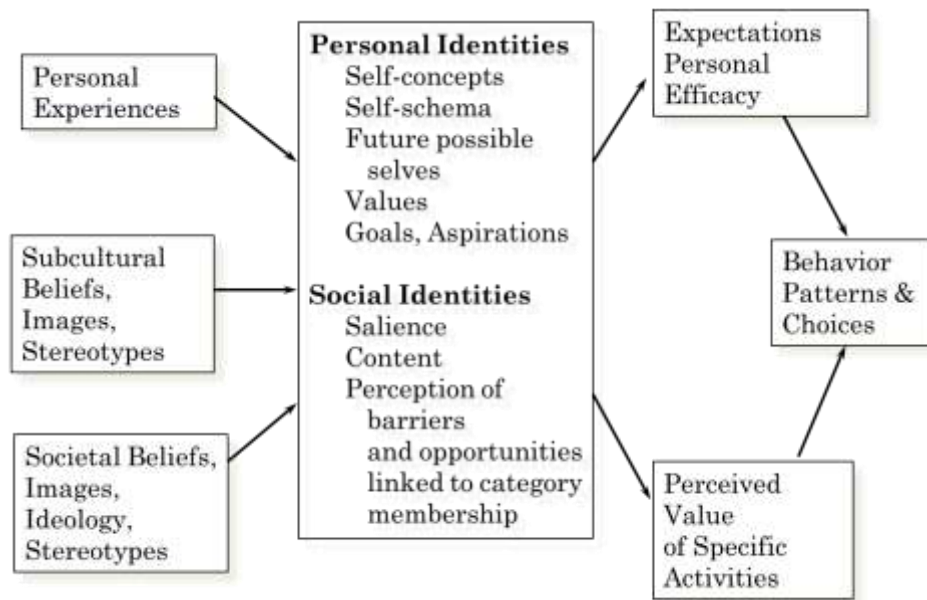 Personal
Experiences
Subcultural
Beliefs,
Images,
Stereotypes
Societal Beliefs,
Images,
Ideology,
Stereotypes
Personal Identities
Self-concepts
Self-schema
Future possible
selves
Values
Goals, Aspirations
Social Identities
Salience
Content
Perception of
barriers
and opportunities
linked to category
membership
Expectations
Personal
Efficacy
Perceived
Value
of Specific
Activities
Behavior
Patterns &
Choices